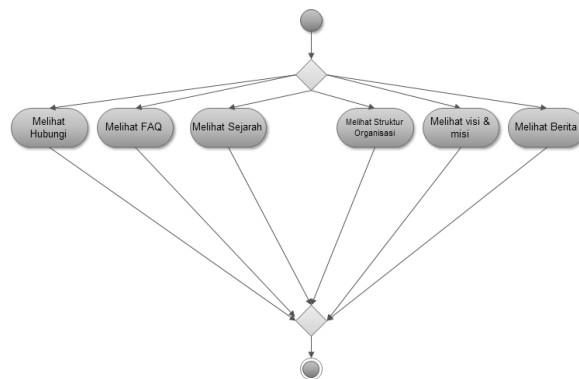 Melihat
Hubungi
Melihat FAQ
Melihat Sejarah
Melihat Struktur
Organisasi
Melihat visi &
misi
Melihat Berita